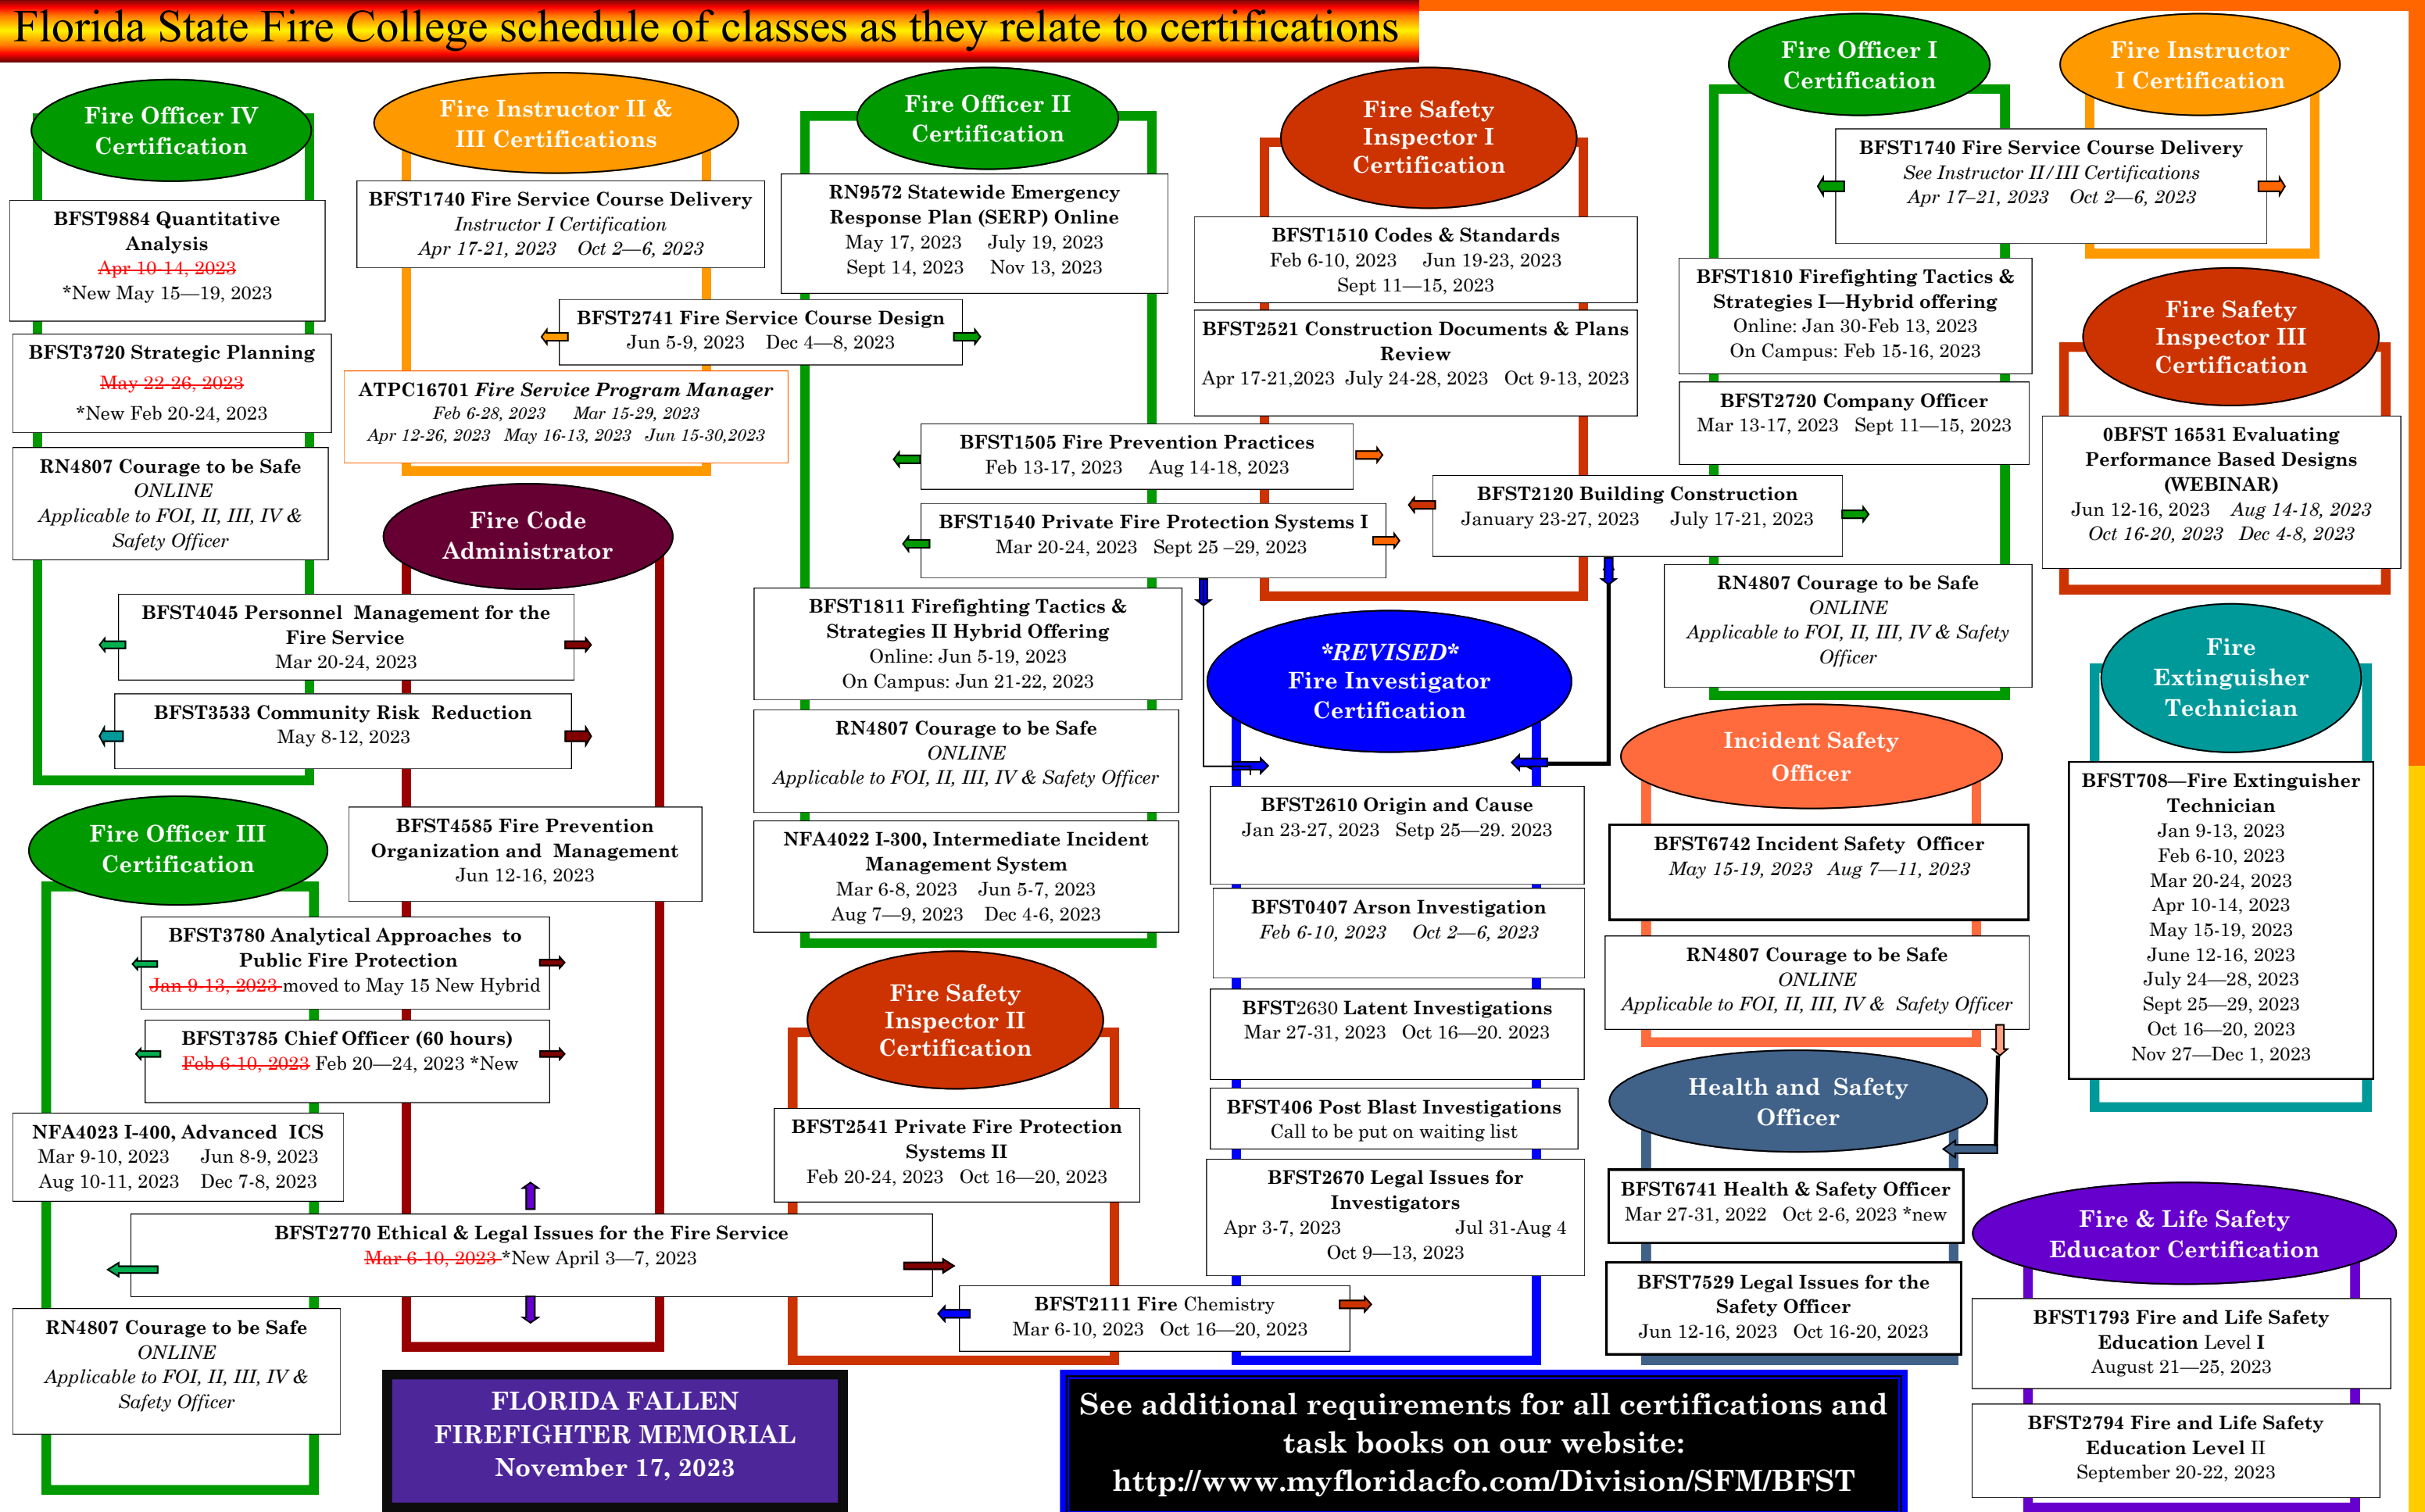 Florida State Fire College schedule of classes as they relate to certifications
Fire Officer IV
Certification
BFST9884 Quantitative
Analysis
Apr 10-14, 2023
*New May 15—19, 2023
BFST3720 Strategic Planning
May 22-26, 2023
*New Feb 20-24, 2023
RN4807 Courage to be Safe
ONLINE
Applicable to FOI, II, III, IV &
Safety Officer
BFST4045 Personnel Management for the
Fire Service
Mar 20-24, 2023
BFST3533 Community Risk Reduction
May 8-12, 2023
Fire Officer III
Certification
BFST3780 Analytical Approaches to
Public Fire Protection
Jan 9-13, 2023 moved to May 15 New Hybrid
BFST3785 Chief Officer (60 hours)
Feb 6-10, 2023 Feb 20—24, 2023 *New
NFA4023 I-400, Advanced ICS
Mar 9-10, 2023 Jun 8-9, 2023
Aug 10-11, 2023 Dec 7-8, 2023
BFST2770 Ethical & Legal Issues for the Fire Service
Mar 6-10, 2023 *New April 3—7, 2023
RN4807 Courage to be Safe
ONLINE
Applicable to FOI, II, III, IV &
Safety Officer
Fire Instructor II &
III Certifications
BFST1740 Fire Service Course Delivery
Instructor I Certification
Apr 17-21, 2023 Oct 2—6, 2023
BFST2741 Fire Service Course Design
Jun 5-9, 2023 Dec 4—8, 2023
ATPC16701 Fire Service Program Manager
Feb 6-28, 2023 Mar 15-29, 2023
Apr 12-26, 2023 May 16-13, 2023 Jun 15-30,2023
Fire Code
Administrator
BFST4585 Fire Prevention
Organization and Management
Jun 12-16, 2023
FLORIDA FALLEN
FIREFIGHTER MEMORIAL
November 17, 2023
Fire Officer II
Certification
RN9572 Statewide Emergency
Response Plan (SERP) Online
May 17, 2023 July 19, 2023
Sept 14, 2023 Nov 13, 2023
BFST1505 Fire Prevention Practices
Feb 13-17, 2023 Aug 14-18, 2023
BFST1540 Private Fire Protection Systems I
Mar 20-24, 2023 Sept 25 –29, 2023
BFST1811 Firefighting Tactics &
Strategies II Hybrid Offering
Online: Jun 5-19, 2023
On Campus: Jun 21-22, 2023
RN4807 Courage to be Safe
ONLINE
Applicable to FOI, II, III, IV & Safety Officer
NFA4022 I-300, Intermediate Incident
Management System
Mar 6-8, 2023 Jun 5-7, 2023
Aug 7—9, 2023 Dec 4-6, 2023
Fire Safety
Inspector II
Certification
BFST2541 Private Fire Protection
Systems II
Feb 20-24, 2023 Oct 16—20, 2023
BFST2111 Fire Chemistry
Mar 6-10, 2023 Oct 16—20, 2023
Fire Safety
Inspector I
Certification
BFST1510 Codes & Standards
Feb 6-10, 2023 Jun 19-23, 2023
Sept 11—15, 2023
BFST2521 Construction Documents & Plans
Review
Apr 17-21,2023 July 24-28, 2023 Oct 9-13, 2023
BFST2120 Building Construction
January 23-27, 2023 July 17-21, 2023
*REVISED*
Fire Investigator
Certification
BFST2610 Origin and Cause
Jan 23-27, 2023 Setp 25—29. 2023
BFST0407 Arson Investigation
Feb 6-10, 2023 Oct 2—6, 2023
BFST2630 Latent Investigations
Mar 27-31, 2023 Oct 16—20. 2023
BFST406 Post Blast Investigations
Call to be put on waiting list
BFST2670 Legal Issues for
Investigators
Apr 3-7, 2023 Jul 31-Aug 4
Oct 9—13, 2023
See additional requirements for all certifications and
task books on our website:
http://www.myfloridacfo.com/Division/SFM/BFST
Fire Officer I
Certification
Fire Instructor
I Certification
BFST1740 Fire Service Course Delivery
See Instructor II/III Certifications
Apr 17–21, 2023 Oct 2—6, 2023
BFST1810 Firefighting Tactics &
Strategies I—Hybrid offering
Online: Jan 30-Feb 13, 2023
On Campus: Feb 15-16, 2023
BFST2720 Company Officer
Mar 13-17, 2023 Sept 11—15, 2023
RN4807 Courage to be Safe
ONLINE
Applicable to FOI, II, III, IV & Safety
Officer
Incident Safety
Officer
BFST6742 Incident Safety Officer
May 15-19, 2023 Aug 7—11, 2023
RN4807 Courage to be Safe
ONLINE
Applicable to FOI, II, III, IV & Safety Officer
Health and Safety
Officer
BFST6741 Health & Safety Officer
Mar 27-31, 2022 Oct 2-6, 2023 *new
BFST7529 Legal Issues for the
Safety Officer
Jun 12-16, 2023 Oct 16-20, 2023
Fire Safety
Inspector III
Certification
0BFST 16531 Evaluating
Performance Based Designs
(WEBINAR)
Jun 12-16, 2023 Aug 14-18, 2023
Oct 16-20, 2023 Dec 4-8, 2023
Fire
Extinguisher
Technician
BFST708—Fire Extinguisher
Technician
Jan 9-13, 2023
Feb 6-10, 2023
Mar 20-24, 2023
Apr 10-14, 2023
May 15-19, 2023
June 12-16, 2023
July 24—28, 2023
Sept 25—29, 2023
Oct 16—20, 2023
Nov 27—Dec 1, 2023
Fire & Life Safety
Educator Certification
BFST1793 Fire and Life Safety
Education Level I
August 21—25, 2023
BFST2794 Fire and Life Safety
Education Level II
September 20-22, 2023